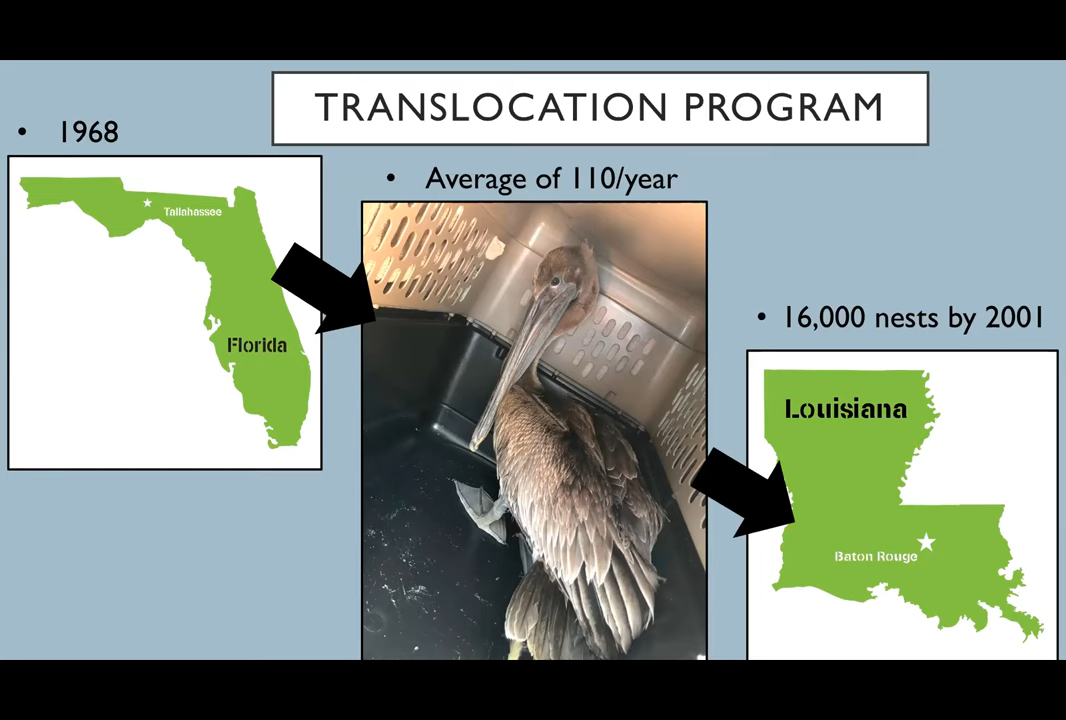 TRANSLOCATION PROGRAM
• 1968
Tallahassee
Florida
• Average of 110/year
• 16,000 nests by 2001
Louisiana
Baton Rouge